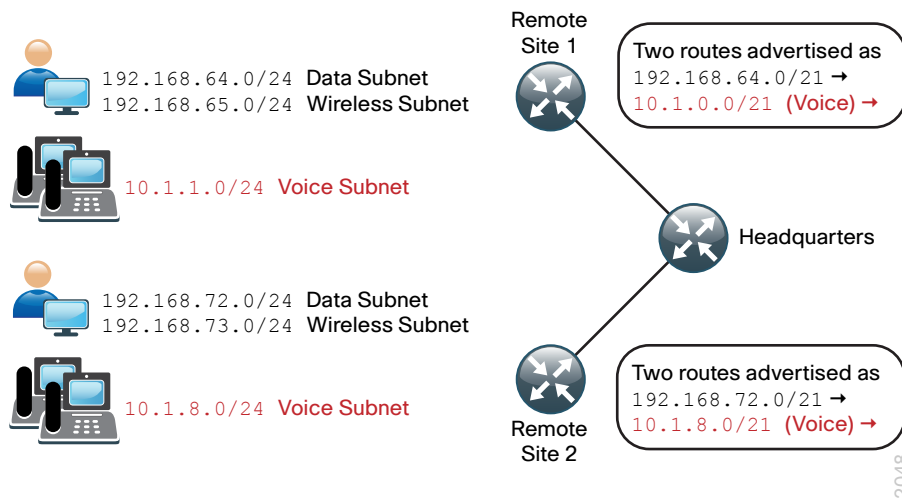 192.168.64.0/24 Data Subnet
192.168.65.0/24 Wireless Subnet
10.1.1.0/24 Voice Subnet
192.168.72.0/24 Data Subnet
192.168.73.0/24 Wireless Subnet
10.1.8.0/24 Voice Subnet
Remote
Site 1
Two routes advertised as
192.168.64.0/21 →
10.1.0.0/21 (Voice) →
Headquarters
Remote
Site 2
Two routes advertised as
192.168.72.0/21 →
10.1.8.0/21 (Voice) →
2048